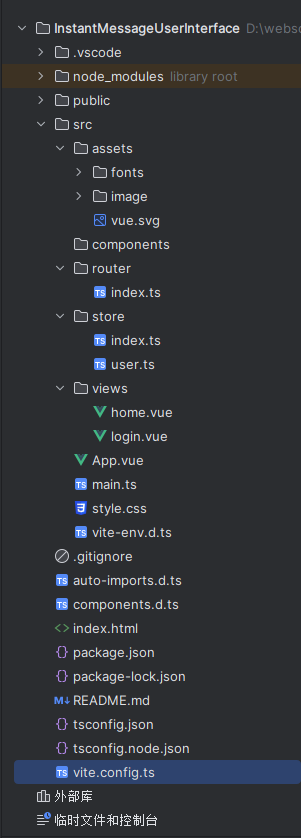 InstantMessageUserInterface D:\webso
.vscode
node_modules library root
public
src
assets
fonts
image
vue.svg
components
router
TS index.ts
store
TS index.ts
TS user.ts
views
home.vue
login.vue
App.vue
TS main.ts
style.css
TS vite-env.d.ts
.gitignore
TS auto-imports.d.ts
TS components.d.ts
<> index.html
{} package.json
{} package-lock.json
M↓ README.md
{} tsconfig.json
{} tsconfig.node.json
TS vite.config.ts
外部库
临时文件和控制台